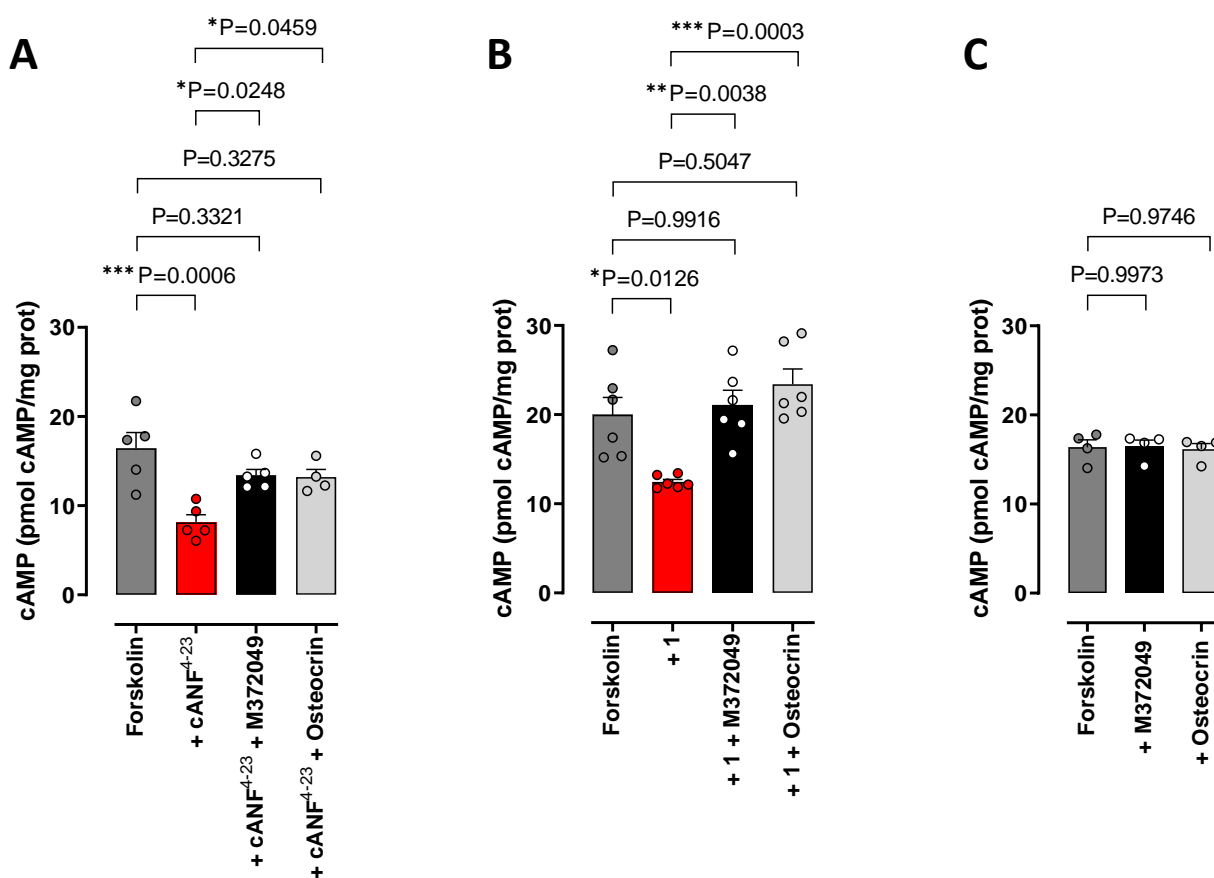 A
*P=0.0459
*P=0.0248
P=0.3275
P=0.3321
***P=0.0006
cAMP (pmol cAMP/mg prot)
30
20
10
0
Forskolin
+ cANF4-23
+ cANF4-23 + M372049
+ cANF4-23 + Osteocrin
B
***P=0.0003
**P=0.0038
P=0.5047
P=0.9916
*P=0.0126
cAMP (pmol cAMP/mg prot)
30
20
10
0
Forskolin
+ 1
+ 1 + M372049
+ 1 + Osteocrin
C
P=0.9746
P=0.9973
cAMP (pmol cAMP/mg prot)
30
20
10
0
Forskolin
+ M372049
+ Osteocrin